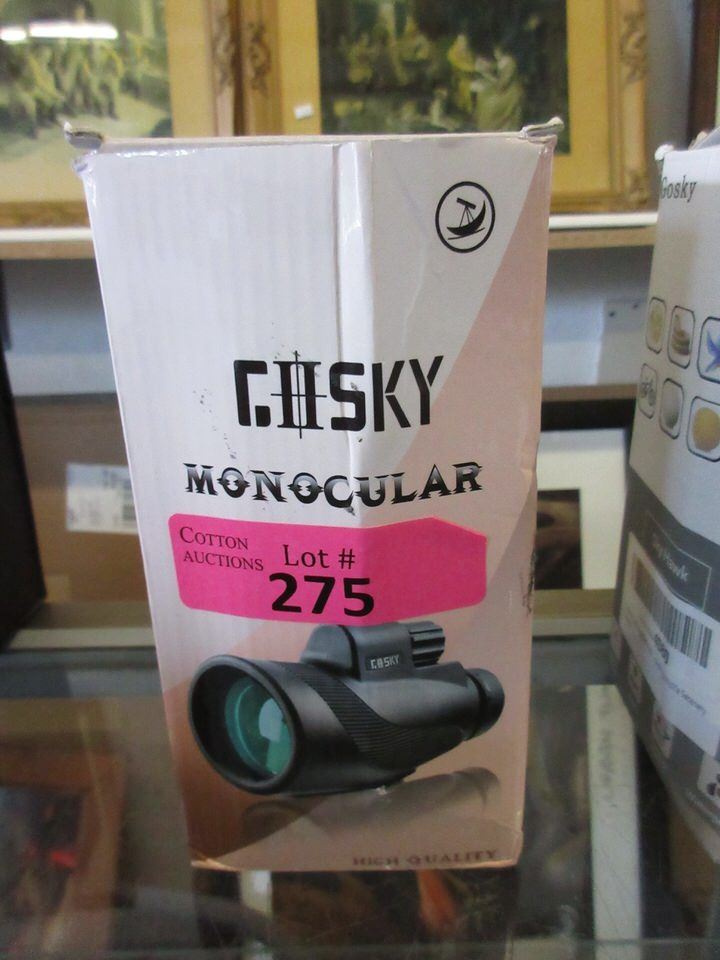 GOSKY
MONOCULAR
COTTON
AUCTIONS
Lot #
275
GOSKY
HIGH QUALITY
Gosky